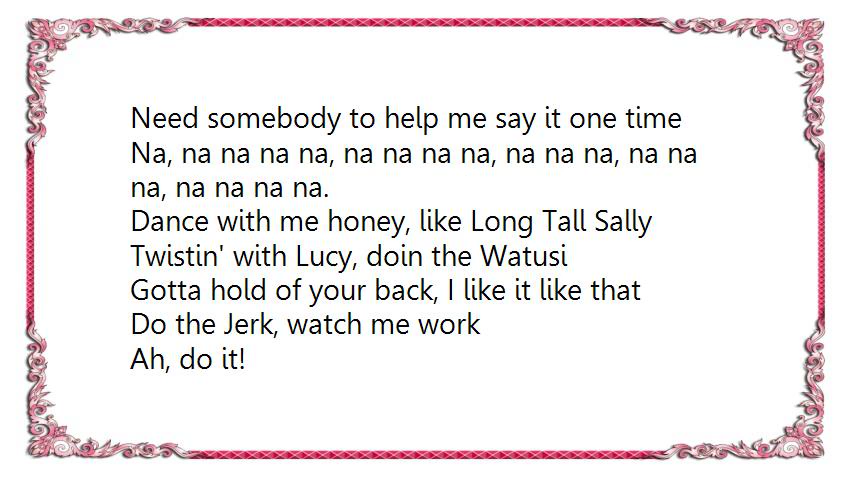 Need somebody to help me say it one time
Na, na na na na, na na na na, na na na, na na
na, na na na na.
Dance with me honey, like Long Tall Sally
Twistin' with Lucy, doin the Watusi
Gotta hold of your back, I like it like that
Do the Jerk, watch me work
Ah, do it!